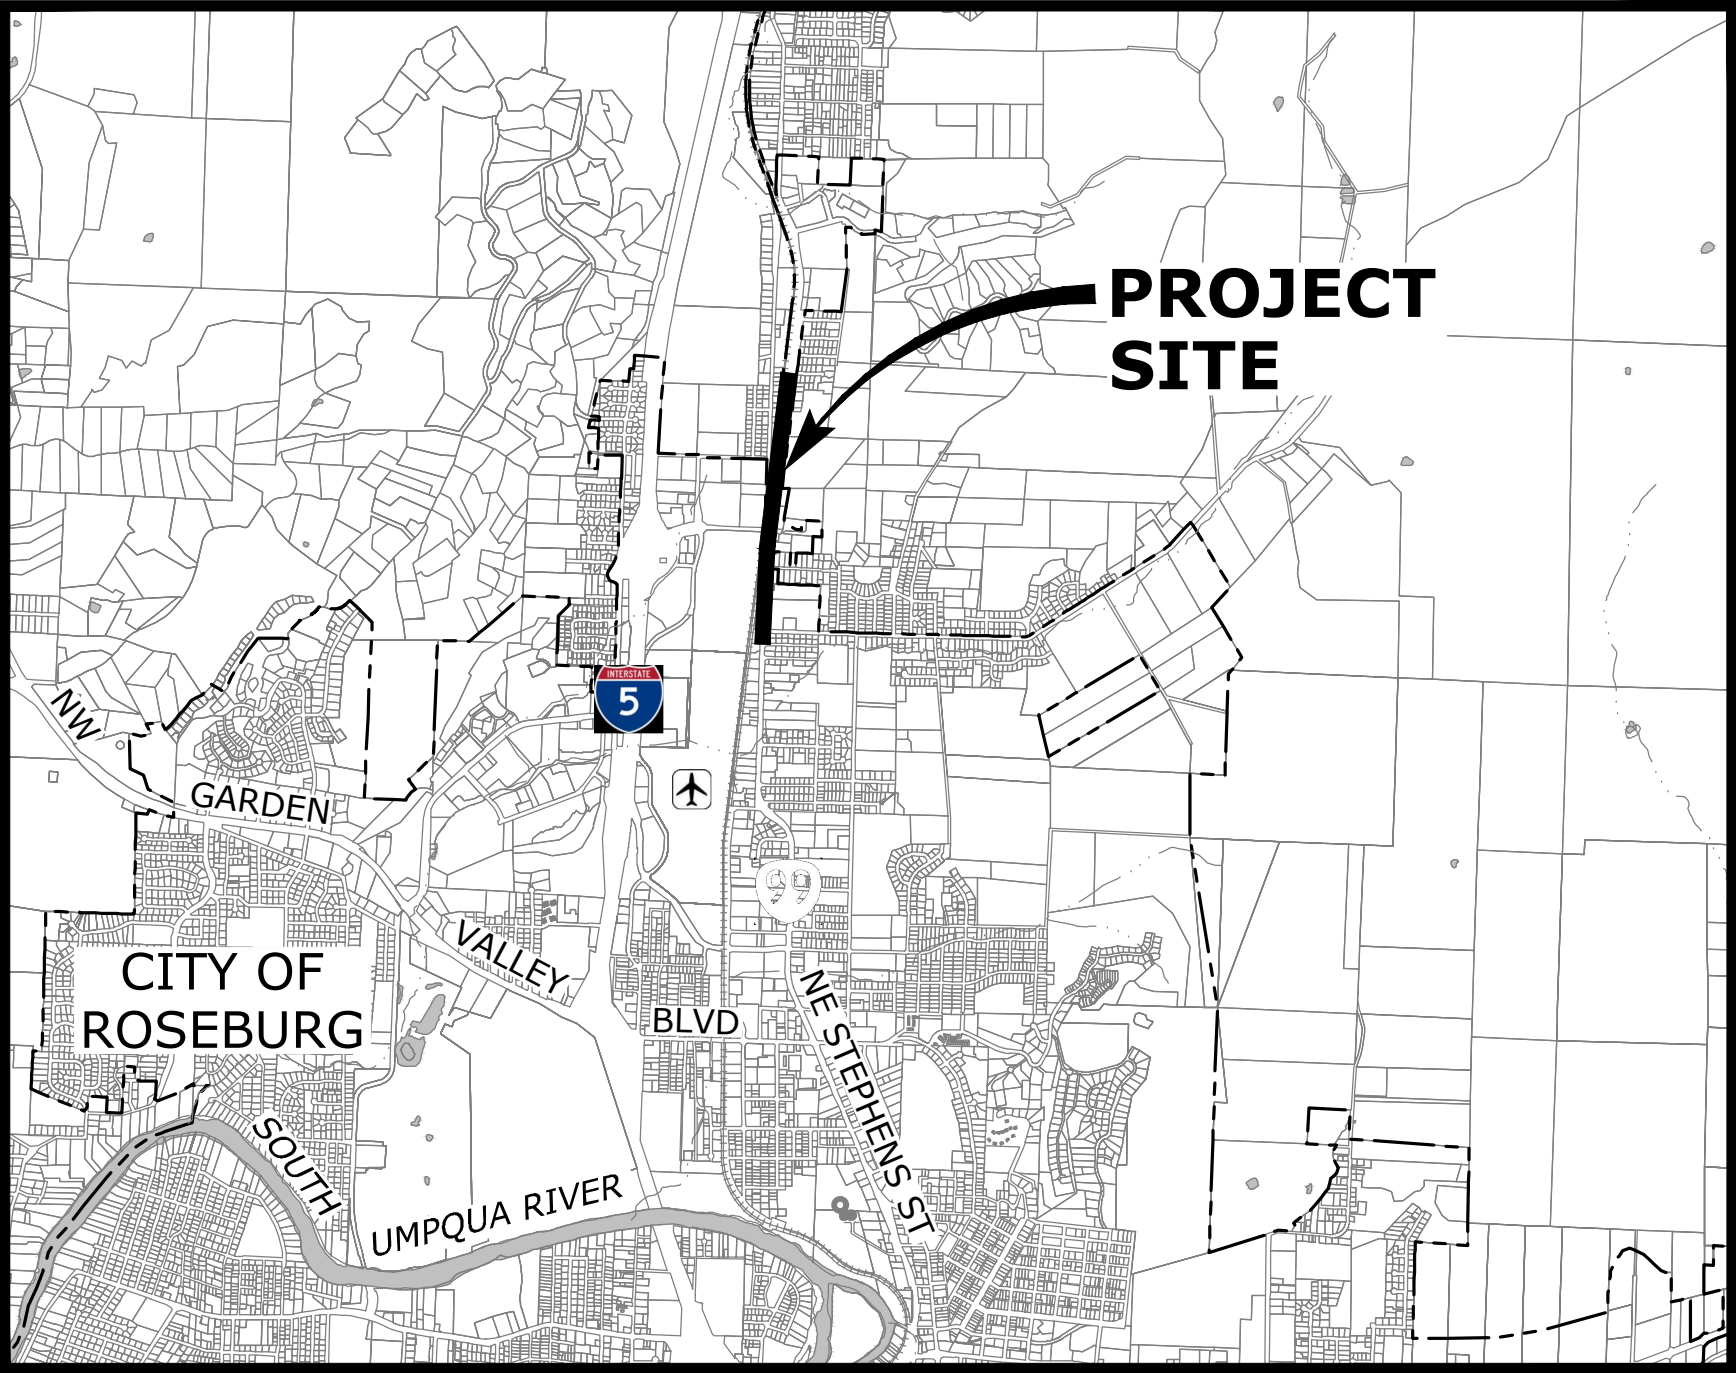 PROJECT
SITE
NW
GARDEN
INTERSTATE
5
VALLEY
CITY OF
ROSEBURG
BLVD
NE STEPHENS ST
SOUTH
UMPQUA RIVER
99